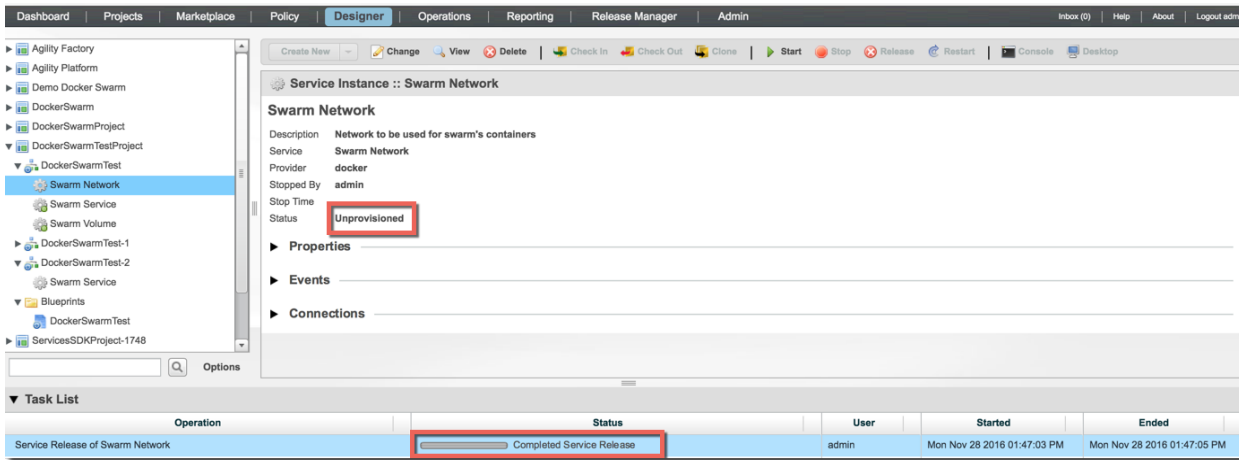 Dashboard | Projects | Marketplace | Policy | Designer | Operations | Reporting | Release Manager | Admin
Inbox (0) | Help | About | Logout adm
Create New Change View Delete | Check In Check Out Clone | Start Stop Release Restart | Console Desktop
Agility Factory
Agility Platform
Demo Docker Swarm
DockerSwarm
DockerSwarmProject
DockerSwarmTestProject
DockerSwarmTest
Swarm Network
Swarm Service
Swarm Volume
DockerSwarmTest-1
DockerSwarmTest-2
Swarm Service
Blueprints
DockerSwarmTest
ServicesSDKProject-1748
Options
Service Instance :: Swarm Network
Swarm Network
Description Network to be used for swarm's containers
Service Swarm Network
Provider docker
Stopped By admin
Stop Time
Status Unprovisioned
Properties
Events
Connections
Task List
Operation Status User Started Ended
Service Release of Swarm Network Completed Service Release admin Mon Nov 28 2016 01:47:03 PM Mon Nov 28 2016 01:47:05 PM